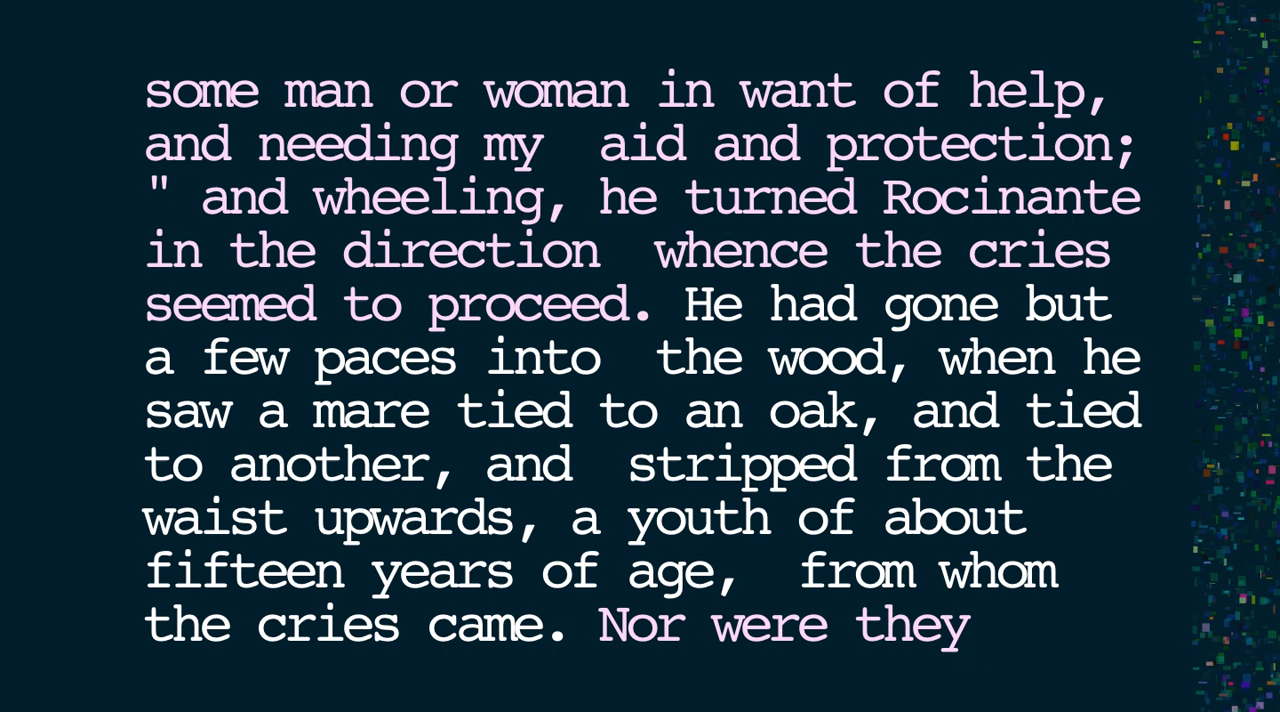 some man or woman in want of help,
and needing my  aid and protection;
" and wheeling, he turned Rocinante
in the direction  whence the cries
seemed to proceed. He had gone but
a few paces into  the wood, when he
saw a mare tied to an oak, and tied
to another, and  stripped from the
waist upwards, a youth of about
fifteen years of age,  from whom
the cries came. Nor were they